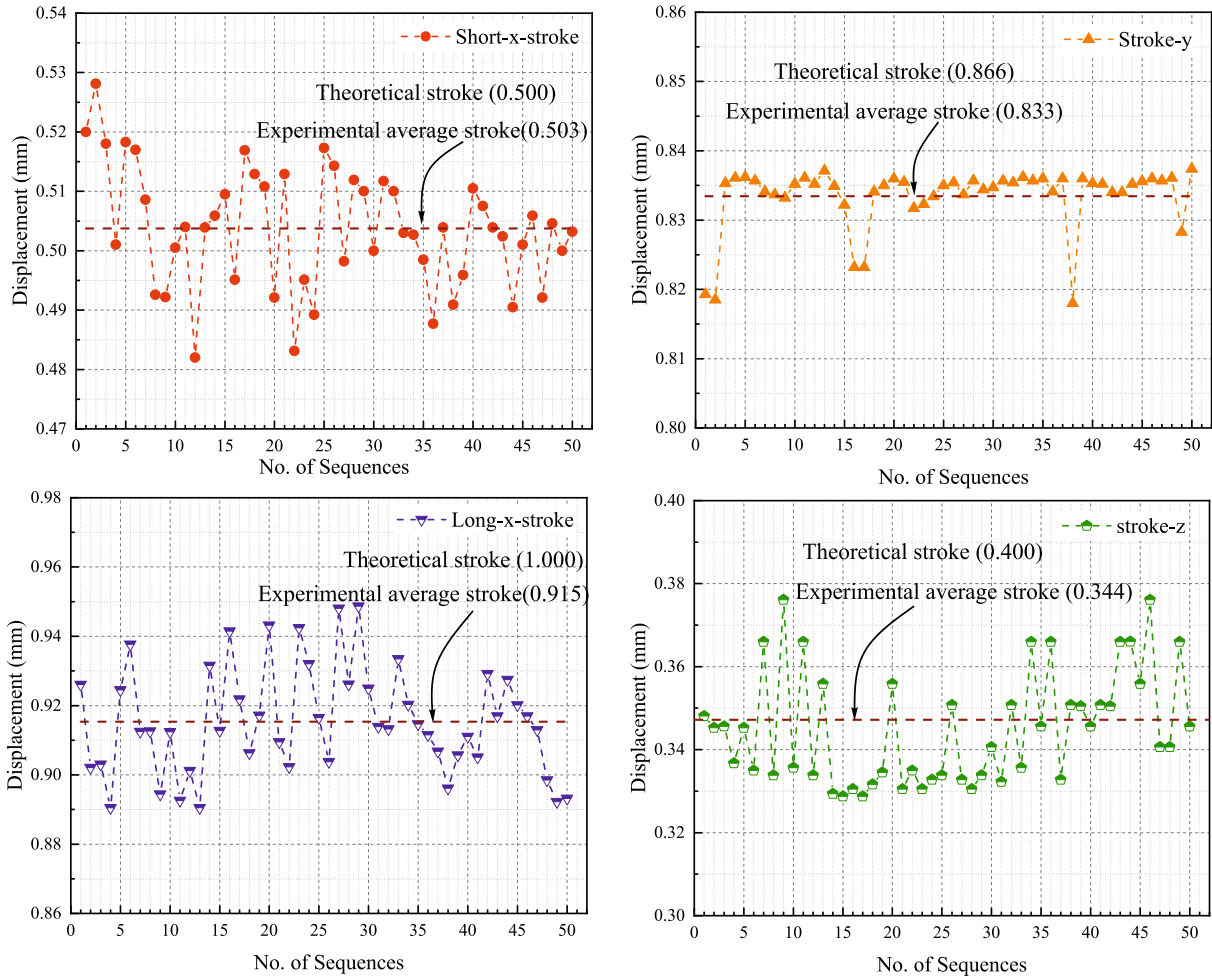 0.54
0.53
0.52
0.51
0.50
0.49
0.48
0.47
Displacement (mm)
Short-x-stroke
Theoretical stroke (0.500)
Experimental average stroke(0.503)
0 5 10 15 20 25 30 35 40 45 50
No. of Sequences
0.86
0.85
0.84
0.83
0.82
0.83
0.80
Displacement (mm)
Stroke-y
Theoretical stroke (0.866)
Experimental average stroke (0.833)
0 5 10 15 20 25 30 35 40 45 50
No. of Sequences
0.98
0.96
0.94
0.92
0.90
0.88
0.86
Displacement (mm)
Long-x-stroke
Theoretical stroke (1.000)
Experimental average stroke(0.915)
0 5 10 15 20 25 30 35 40 45 50
No. of Sequences
0.40
0.38
0.36
0.34
0.32
0.30
Displacement (mm)
stroke-z
Theoretical stroke (0.400)
Experimental average stroke (0.344)
0 5 10 15 20 25 30 35 40 45 50
No. of Sequences